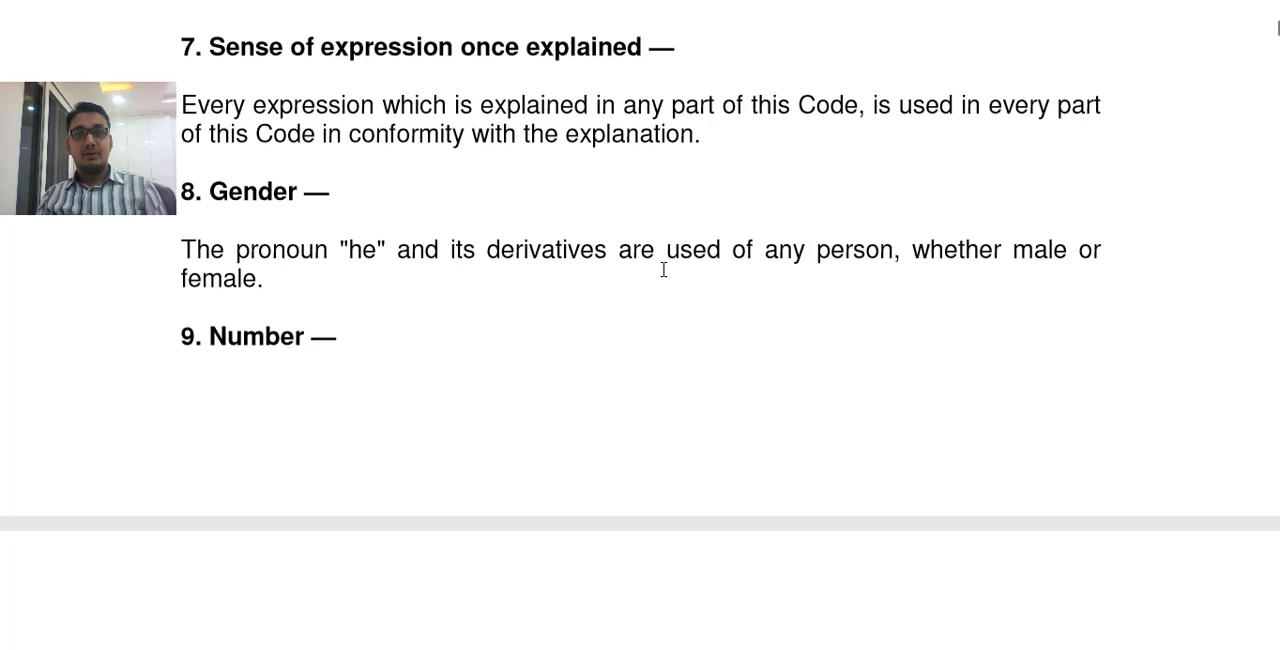 7. Sense of expression once explained —
Every expression which is explained in any part of this Code, is used in every part
of this Code in conformity with the explanation.
8. Gender —
The pronoun "he" and its derivatives are used of any person, whether male or
female.
9. Number —